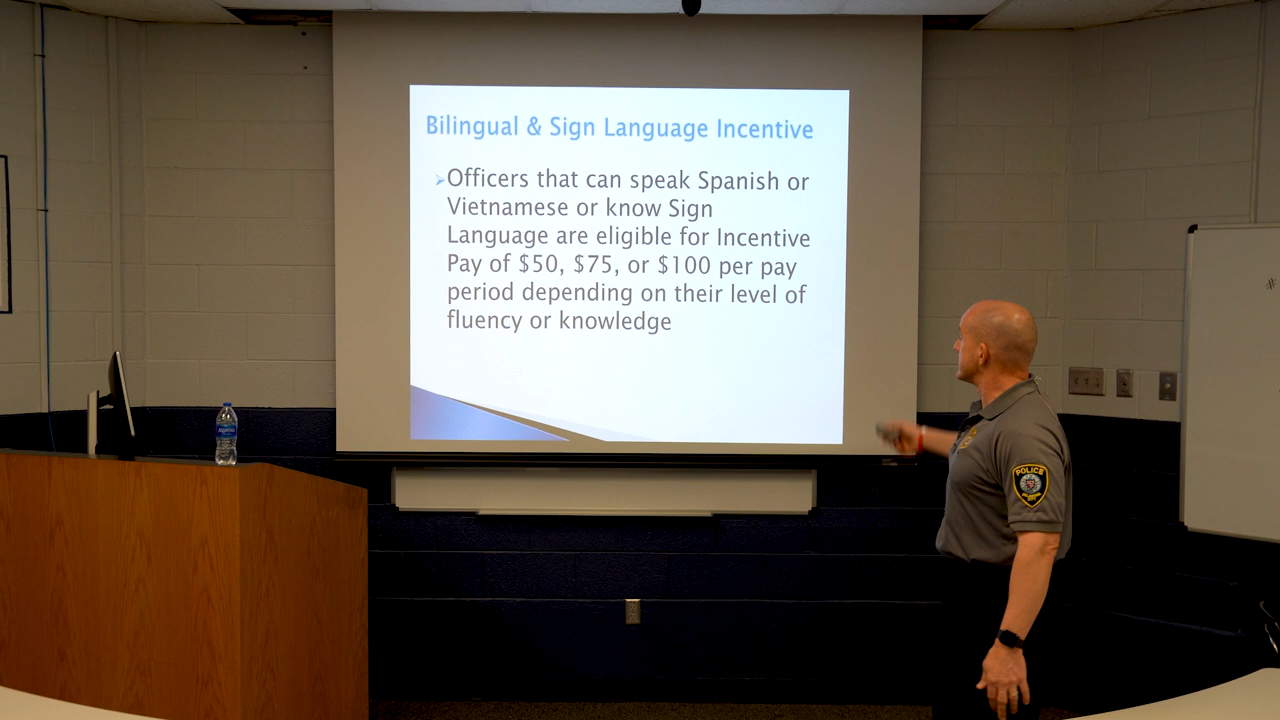 Bilingual & Sign Language Incentive
Officers that can speak Spanish or
Vietnamese or know Sign
Language are eligible for Incentive
Pay of $50, $75, or $100 per pay
period depending on their level of
fluency or knowledge
POLICE